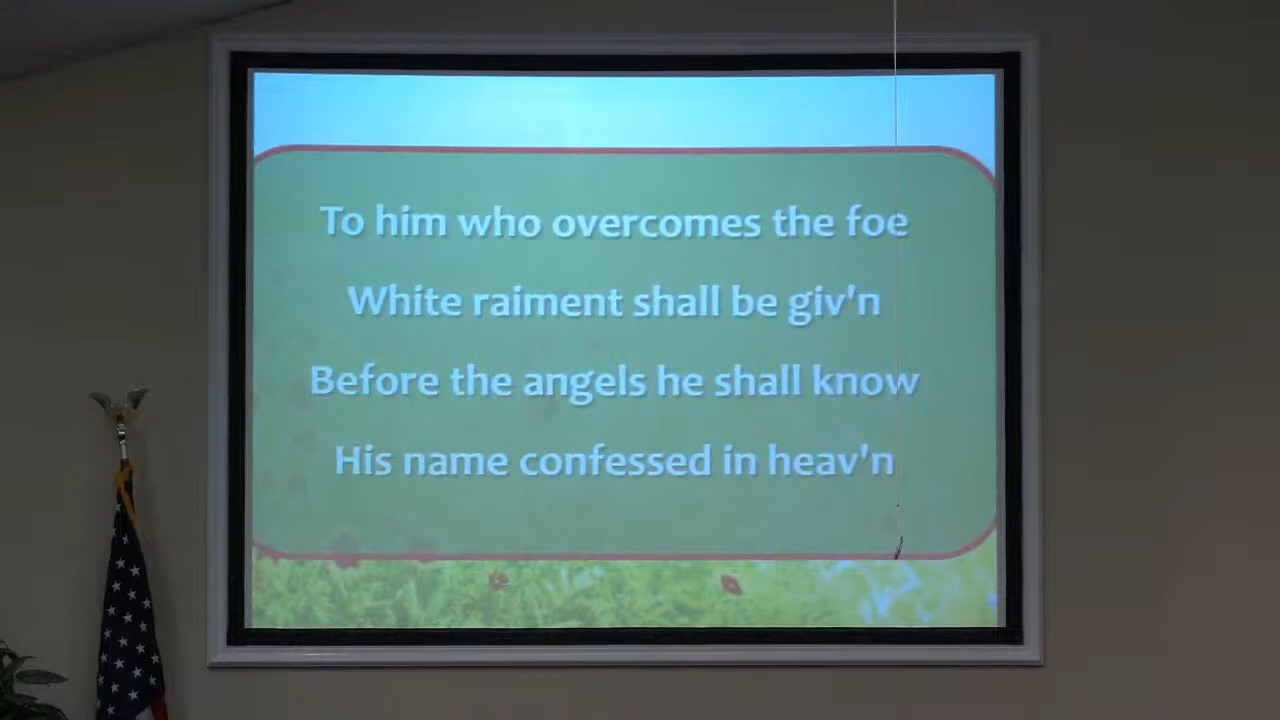 To him who overcomes the foe
White raiment shall be giv'n
Before the angels he shall know
His name confessed in heav'n